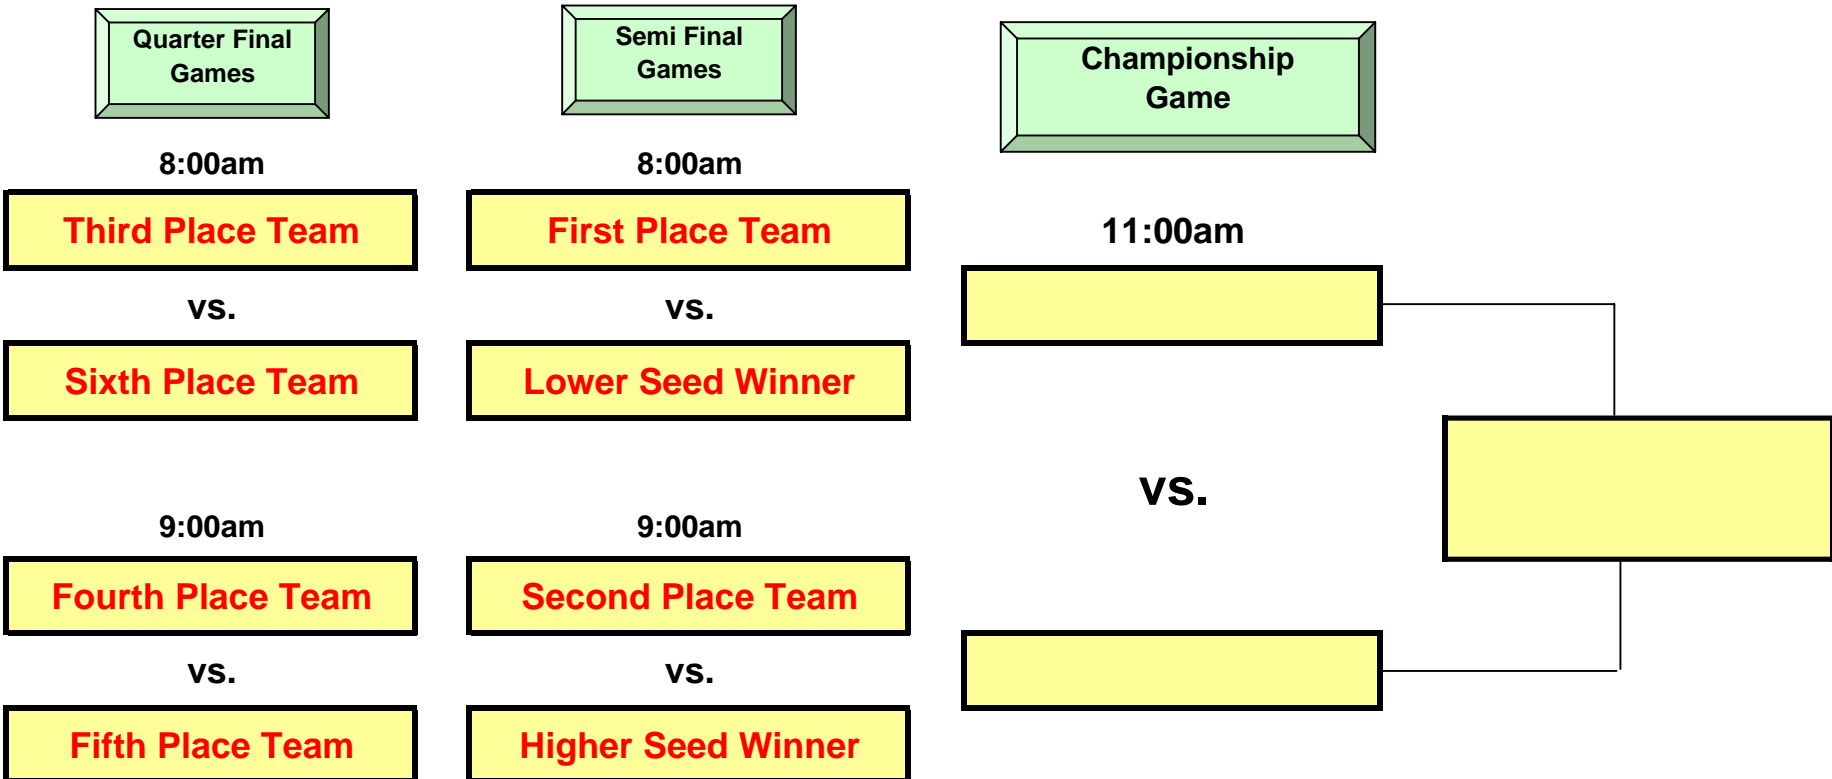 Quarter Final
Games
8:00am
Third Place Team
vs.
Sixth Place Team
9:00am
Fourth Place Team
vs.
Fifth Place Team
Semi Final
Games
8:00am
First Place Team
vs.
Lower Seed Winner
9:00am
Second Place Team
vs.
Higher Seed Winner
Championship
Game
11:00am
vs.